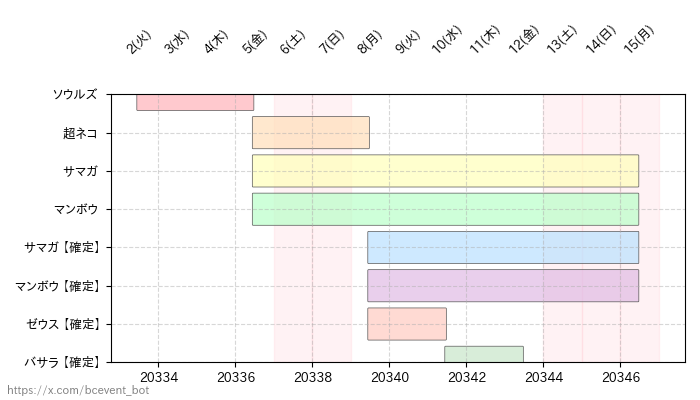 2(火) 3(水) 4(木) 5(金) 6(土) 7(日) 8(月) 9(火) 10(水) 11(木) 12(金) 13(土) 14(日) 15(月)
ソウルズ
超ネコ
サマガ
マンボウ
サマガ【確定】
マンボウ【確定】
ゼウス【確定】
バサラ【確定】
20334 20336 20338 20340 20342 20344 20346
https://x.com/bcevent_bot